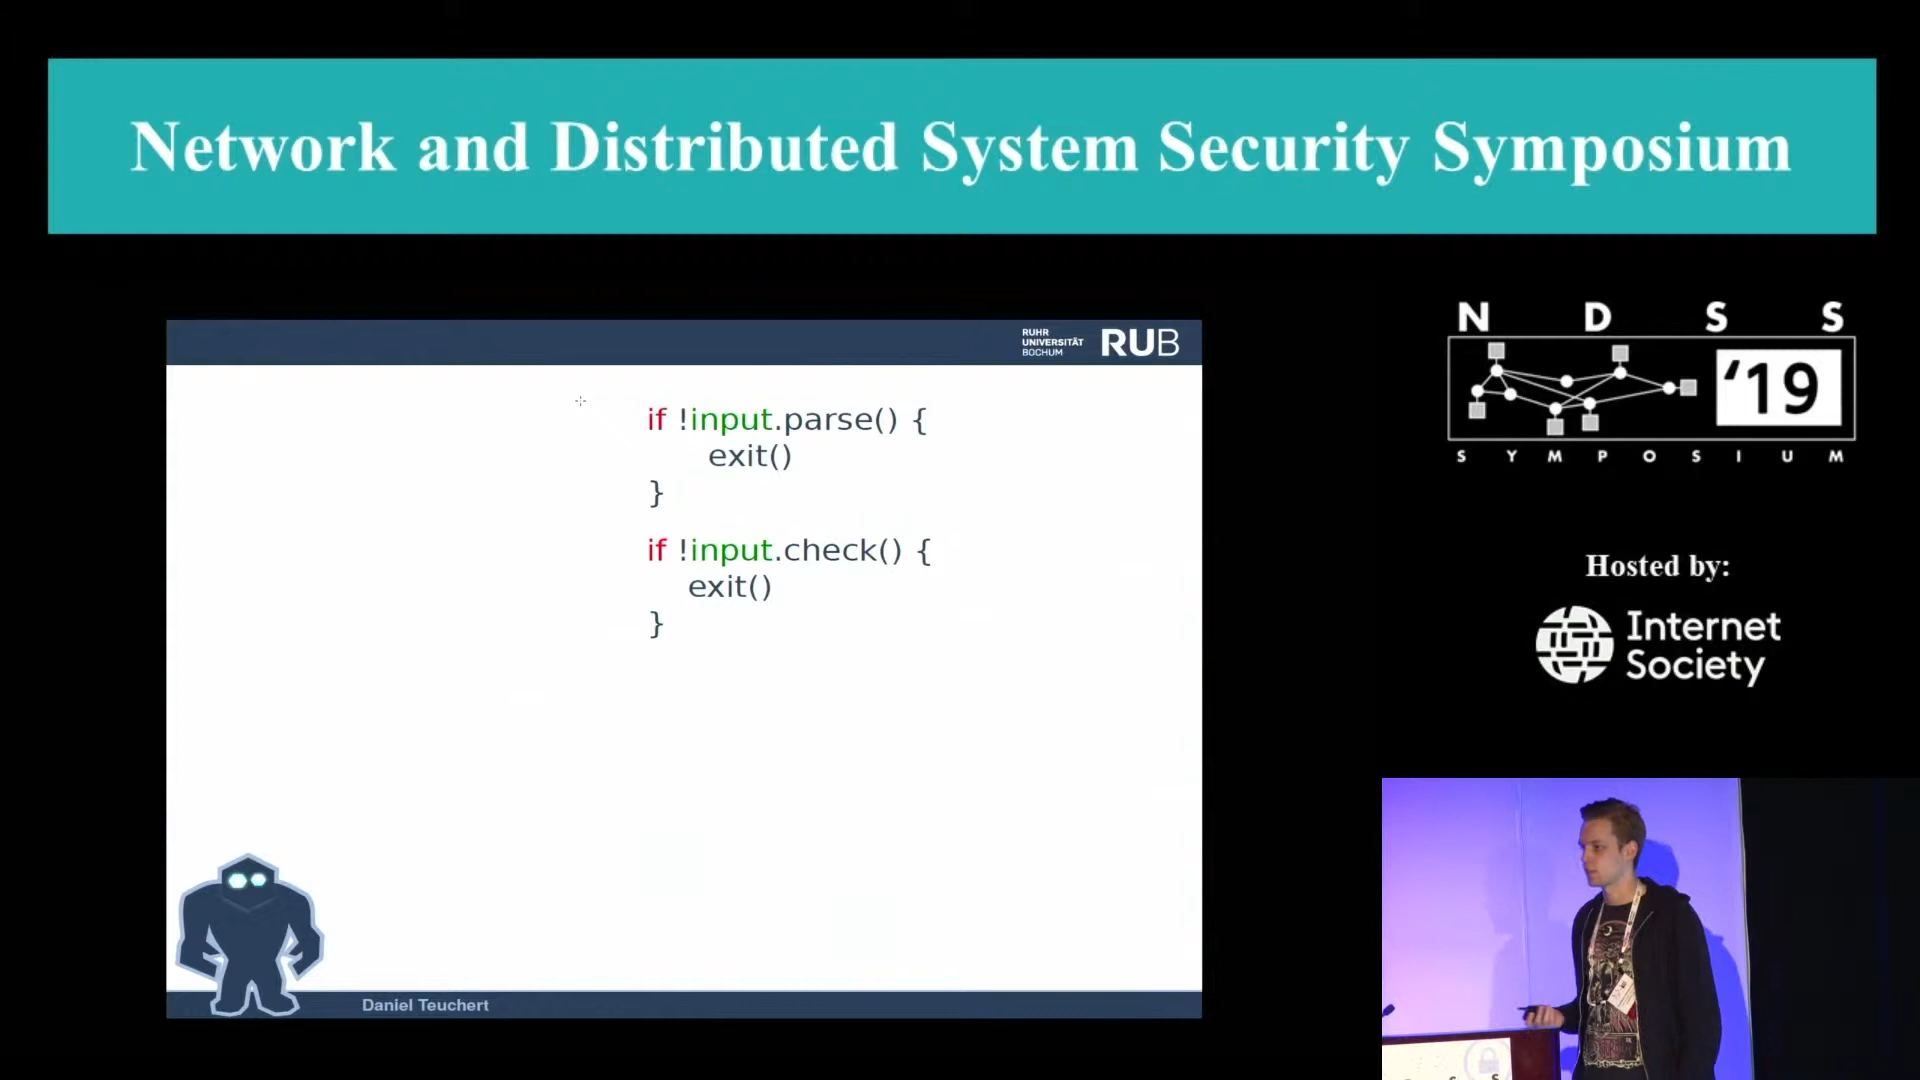 Network and Distributed System Security Symposium
RUHR
UNIVERSITÄT
BOCHUM
RUB
if !input.parse() {
exit()
}
if !input.check() {
exit()
}
Daniel Teuchert
N D S S
'19
S Y M P O S I U M
Hosted by:
Internet
Society